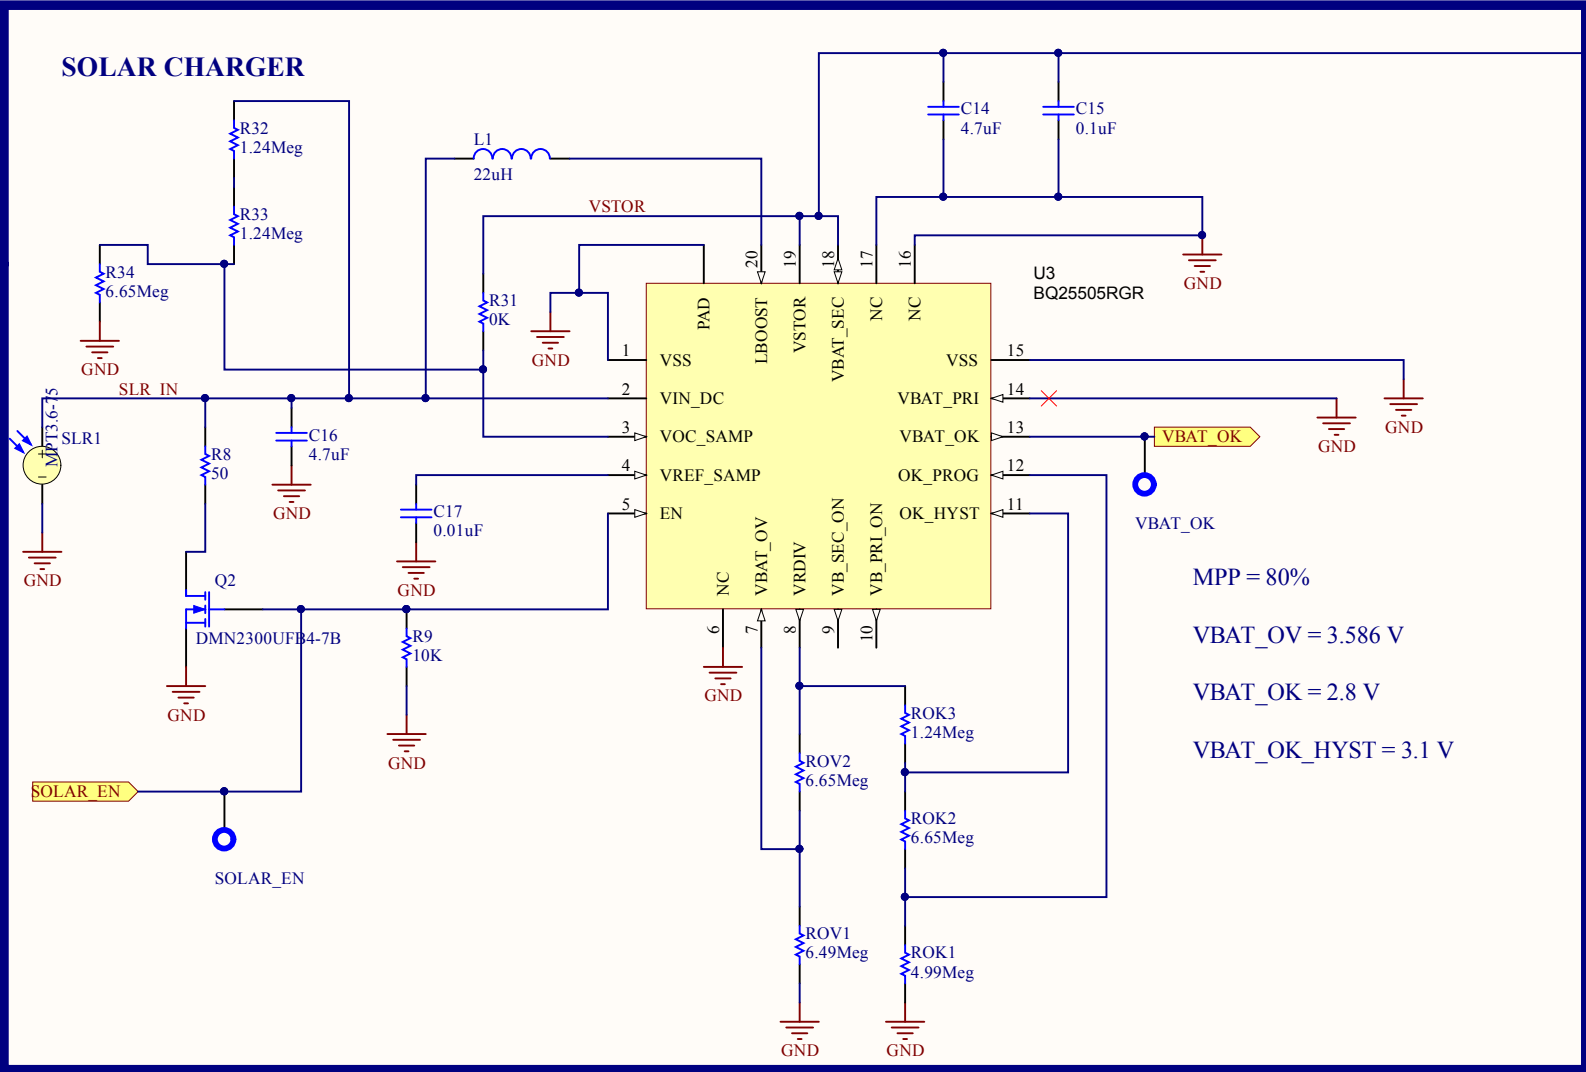 SOLAR CHARGER
R32
1.24Meg
R33
1.24Meg
R34
6.65Meg
GND
L1
22uH
VSTOR
C14
4.7uF
C15
0.1uF
GND
U3
BQ25505RGR
R31
0K
GND
PAD
20
LBOOST
19
VSTOR
18
VBAT_SEC
17
NC
16
NC
1
VSS
2
VIN_DC
3
VOC_SAMP
4
VREF_SAMP
5
EN
15
VSS
14
VBAT_PRI
13
VBAT_OK
12
OK_PROG
11
OK_HYST
NC
6
VBAT_OV
7
VRDIV
8
VB_SEC_ON
9
VB_PRI_ON
10
SLR_IN
MPT3.6-75
SLR1
+
-
GND
R8
50
C16
4.7uF
GND
C17
0.01uF
GND
Q2
DMN2300UFB4-7B
GND
R9
10K
GND
SOLAR_EN
SOLAR_EN
GND
GND
GND
VBAT_OK
VBAT_OK
MPP = 80%
VBAT_OV = 3.586 V
VBAT_OK = 2.8 V
VBAT_OK_HYST = 3.1 V
ROK3
1.24Meg
ROV2
6.65Meg
ROK2
6.65Meg
ROV1
6.49Meg
ROK1
4.99Meg
GND
GND